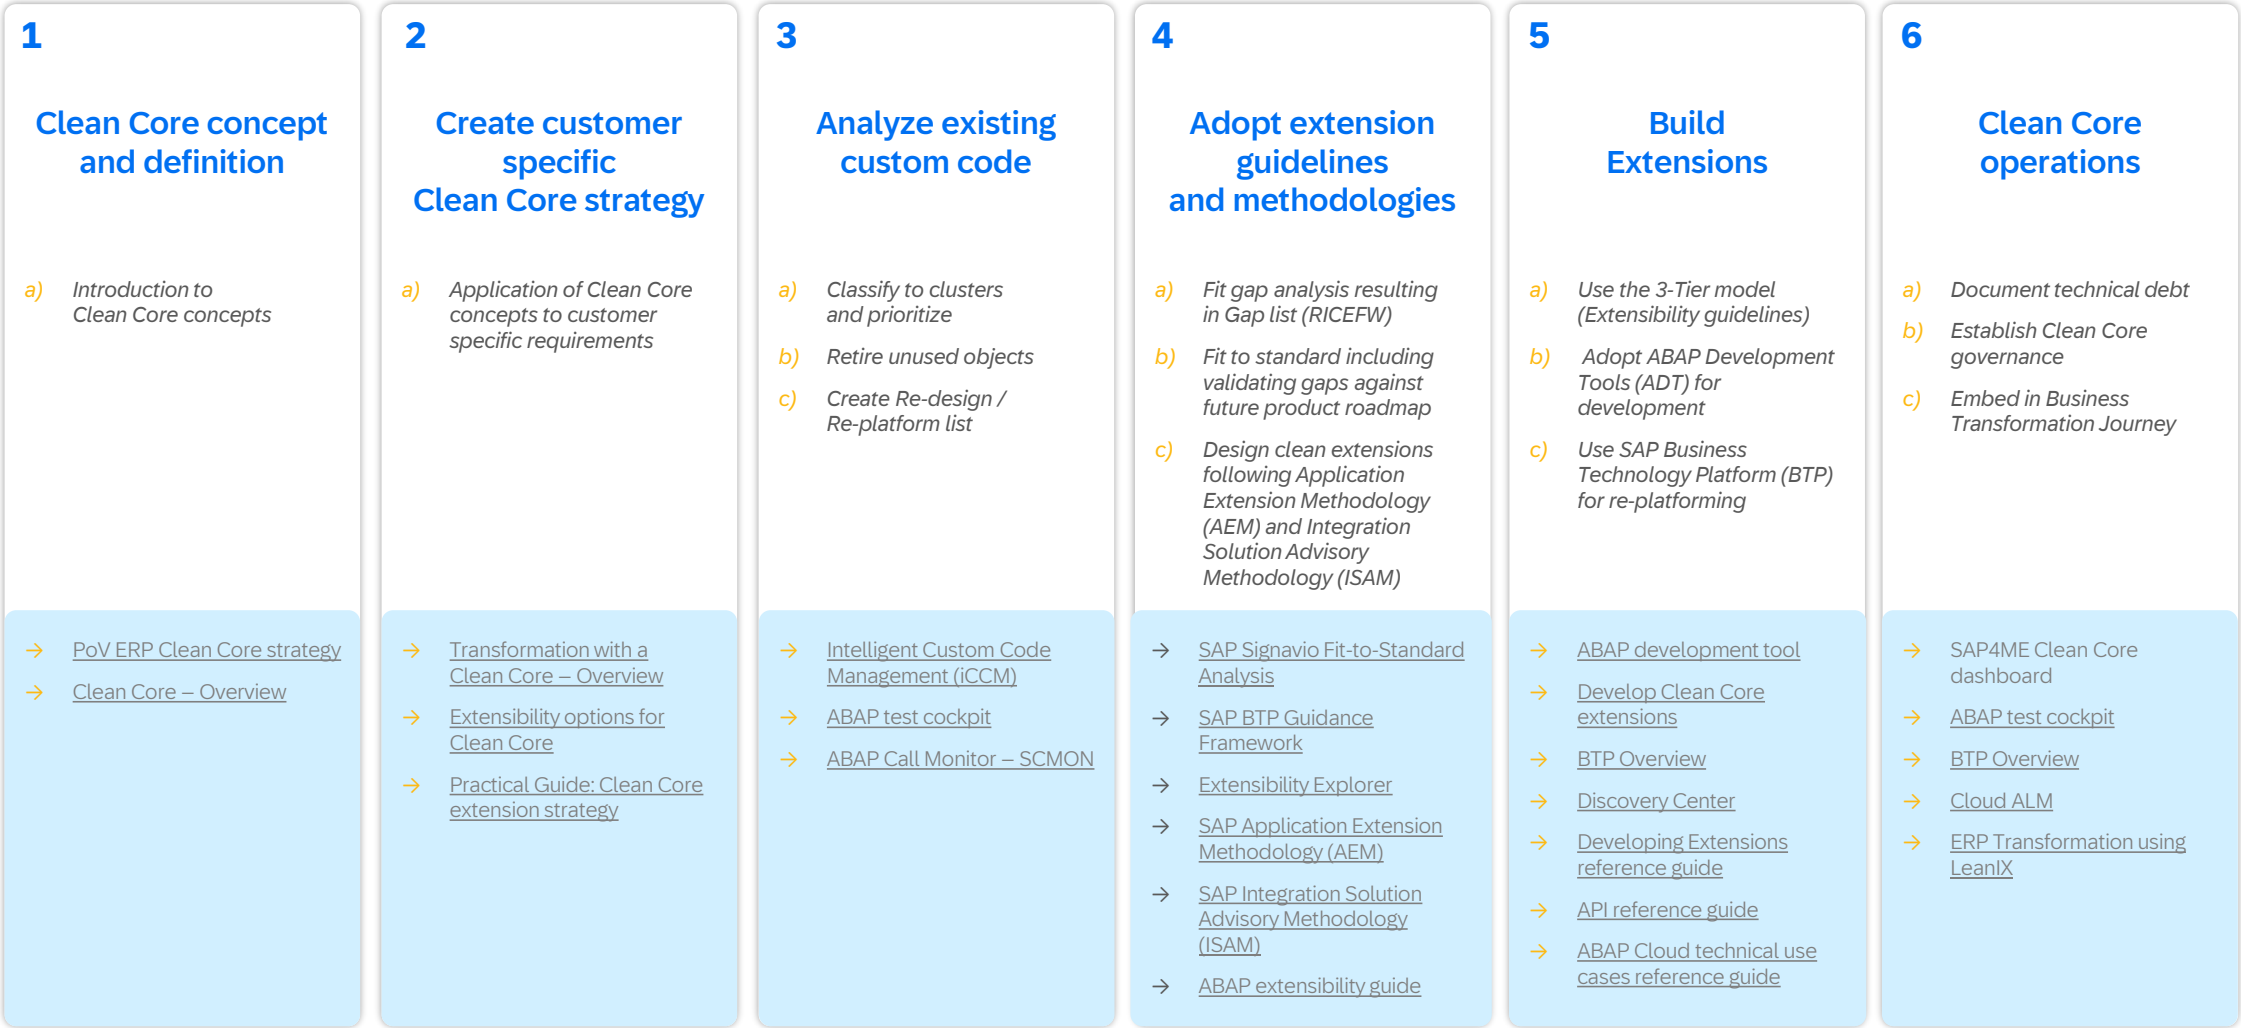 1
Clean Core concept
and definition
a) Introduction to
Clean Core concepts
→ PoV ERP Clean Core strategy
→ Clean Core – Overview
2
Create customer
specific
Clean Core strategy
a) Application of Clean Core
concepts to customer
specific requirements
→ Transformation with a
Clean Core – Overview
→ Extensibility options for
Clean Core
→ Practical Guide: Clean Core
extension strategy
3
Analyze existing
custom code
a) Classify to clusters
and prioritize
b) Retire unused objects
c) Create Re-design /
Re-platform list
→ Intelligent Custom Code
Management (iCCM)
→ ABAP test cockpit
→ ABAP Call Monitor – SCMON
4
Adopt extension
guidelines
and methodologies
a) Fit gap analysis resulting
in Gap list (RICEFW)
b) Fit to standard including
validating gaps against
future product roadmap
c) Design clean extensions
following Application
Extension Methodology
(AEM) and Integration
Solution Advisory
Methodology (ISAM)
→ SAP Signavio Fit-to-Standard
Analysis
→ SAP BTP Guidance
Framework
→ Extensibility Explorer
→ SAP Application Extension
Methodology (AEM)
→ SAP Integration Solution
Advisory Methodology
(ISAM)
→ ABAP extensibility guide
5
Build
Extensions
a) Use the 3-Tier model
(Extensibility guidelines)
b) Adopt ABAP Development
Tools (ADT) for
development
c) Use SAP Business
Technology Platform (BTP)
for re-platforming
→ ABAP development tool
→ Develop Clean Core
extensions
→ BTP Overview
→ Discovery Center
→ Developing Extensions
reference guide
→ API reference guide
→ ABAP Cloud technical use
cases reference guide
6
Clean Core
operations
a) Document technical debt
b) Establish Clean Core
governance
c) Embed in Business
Transformation Journey
→ SAP4ME Clean Core
dashboard
→ ABAP test cockpit
→ BTP Overview
→ Cloud ALM
→ ERP Transformation using
LeanIX